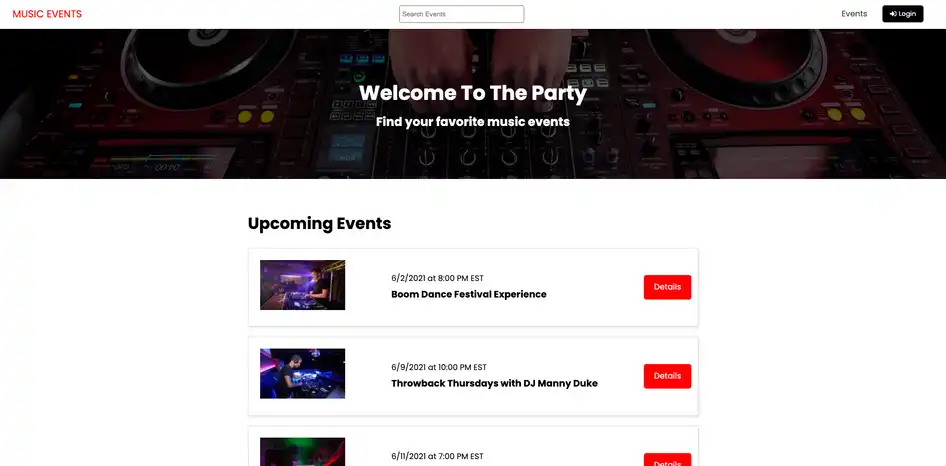 MUSIC EVENTS
Search Events
Events
Login
Welcome To The Party
Find your favorite music events
Upcoming Events
6/2/2021 at 8:00 PM EST
Boom Dance Festival Experience
Details
6/9/2021 at 10:00 PM EST
Throwback Thursdays with DJ Manny Duke
Details
6/11/2021 at 7:00 PM EST
Details